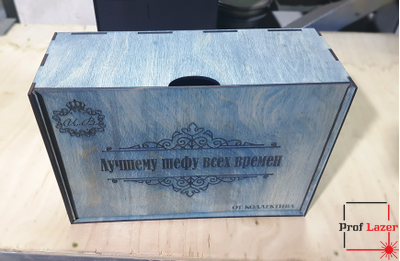 Лучшему шефу всех времен
ОТ КОЛЛЕКТИВА
Prof Lazer